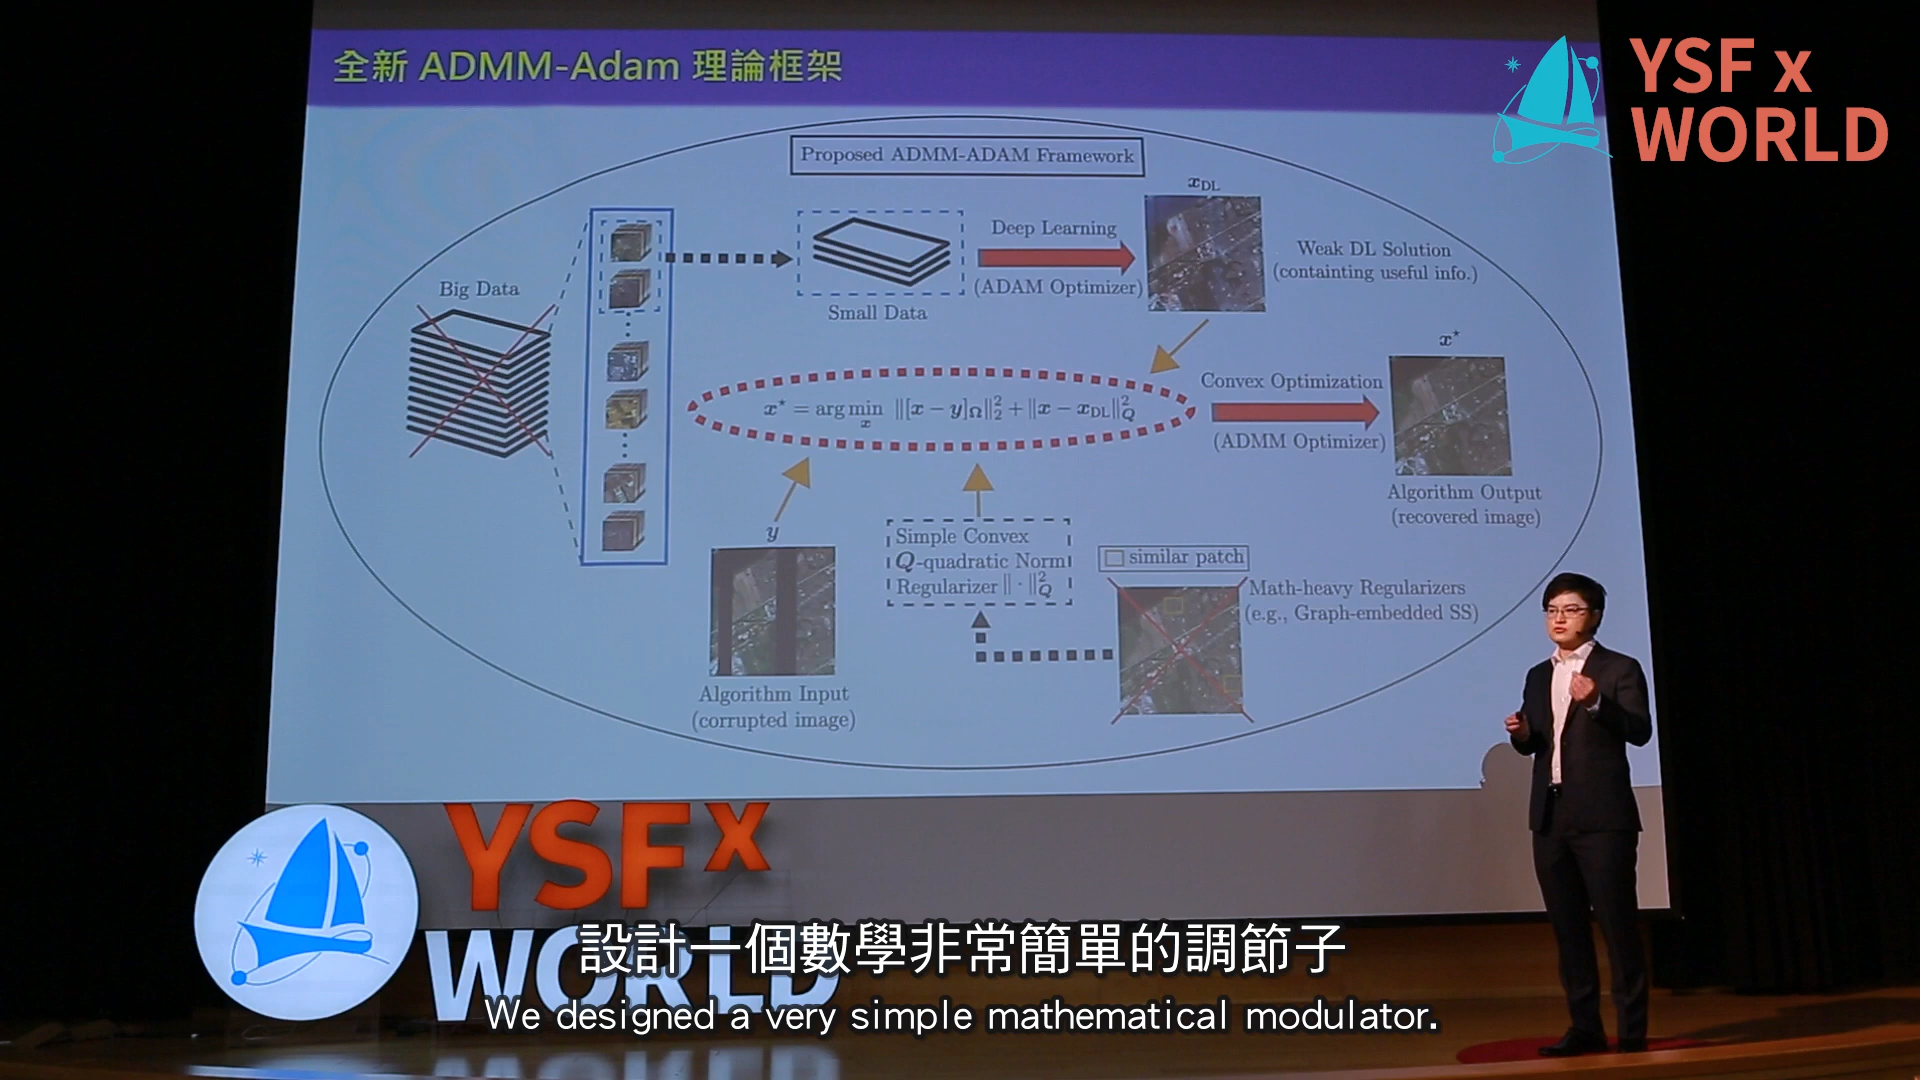 全新 ADMM-Adam 理論框架
YSF x
WORLD
Proposed ADMM-ADAM Framework
x_DL
Deep Learning
(ADAM Optimizer)
Weak DL Solution
(containting useful info.)
Big Data
Small Data
x*
x* = arg min_x ‖[x − y]_Ω‖₂² + ‖x − x_DL‖_Q²
Convex Optimization
(ADMM Optimizer)
Algorithm Output
(recovered image)
y
Simple Convex
Q-quadratic Norm
Regularizer ‖·‖_Q²
similar patch
Math-heavy Regularizers
(e.g., Graph-embedded SS)
Algorithm Input
(corrupted image)
YSF x
WORLD
設計一個數學非常簡單的調節子
We designed a very simple mathematical modulator.